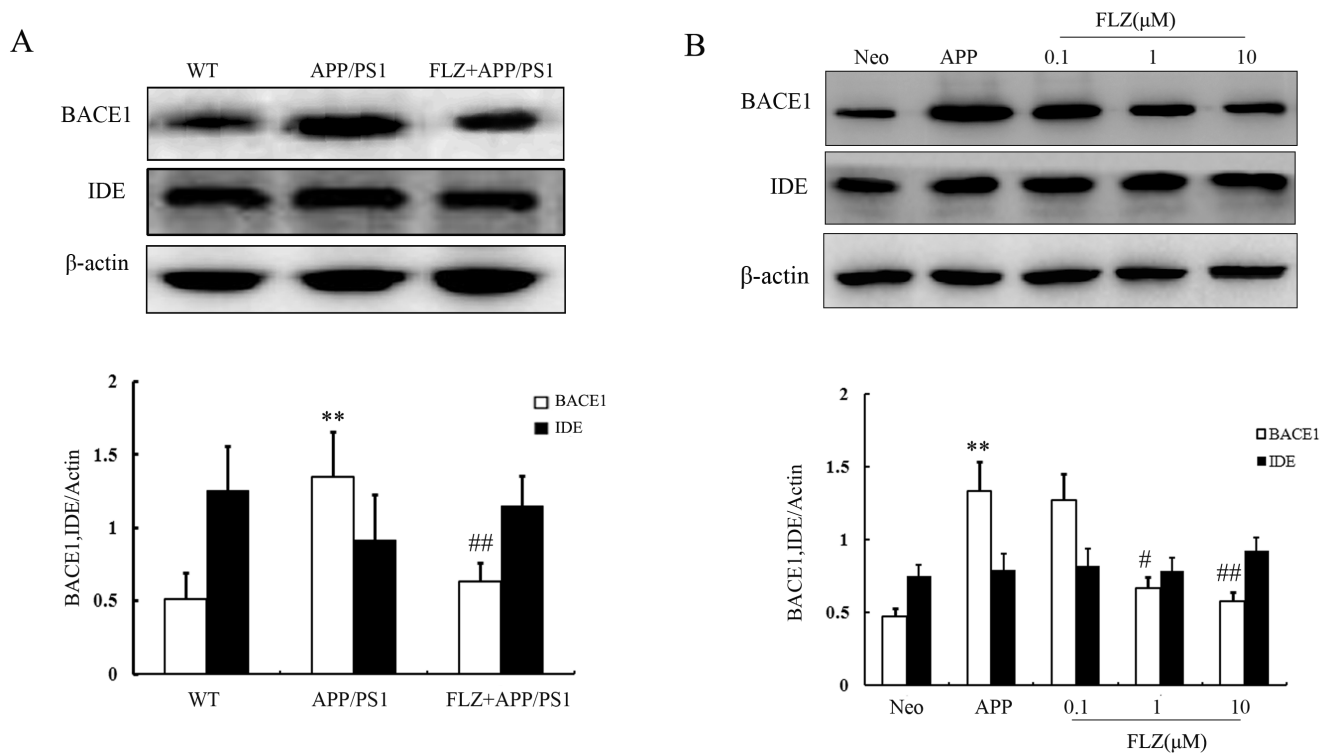 A
WT APP/PS1 FLZ+APP/PS1
BACE1
IDE
β-actin
2
1.5
1
0.5
0
BACE1,IDE/Actin
** 
##
BACE1
IDE
WT APP/PS1 FLZ+APP/PS1
B
FLZ(μM)
Neo APP 0.1 1 10
BACE1
IDE
β-actin
2
1.5
1
0.5
0
BACE1,IDE/Actin
**
#
##
BACE1
IDE
Neo APP 0.1 1 10
FLZ(μM)